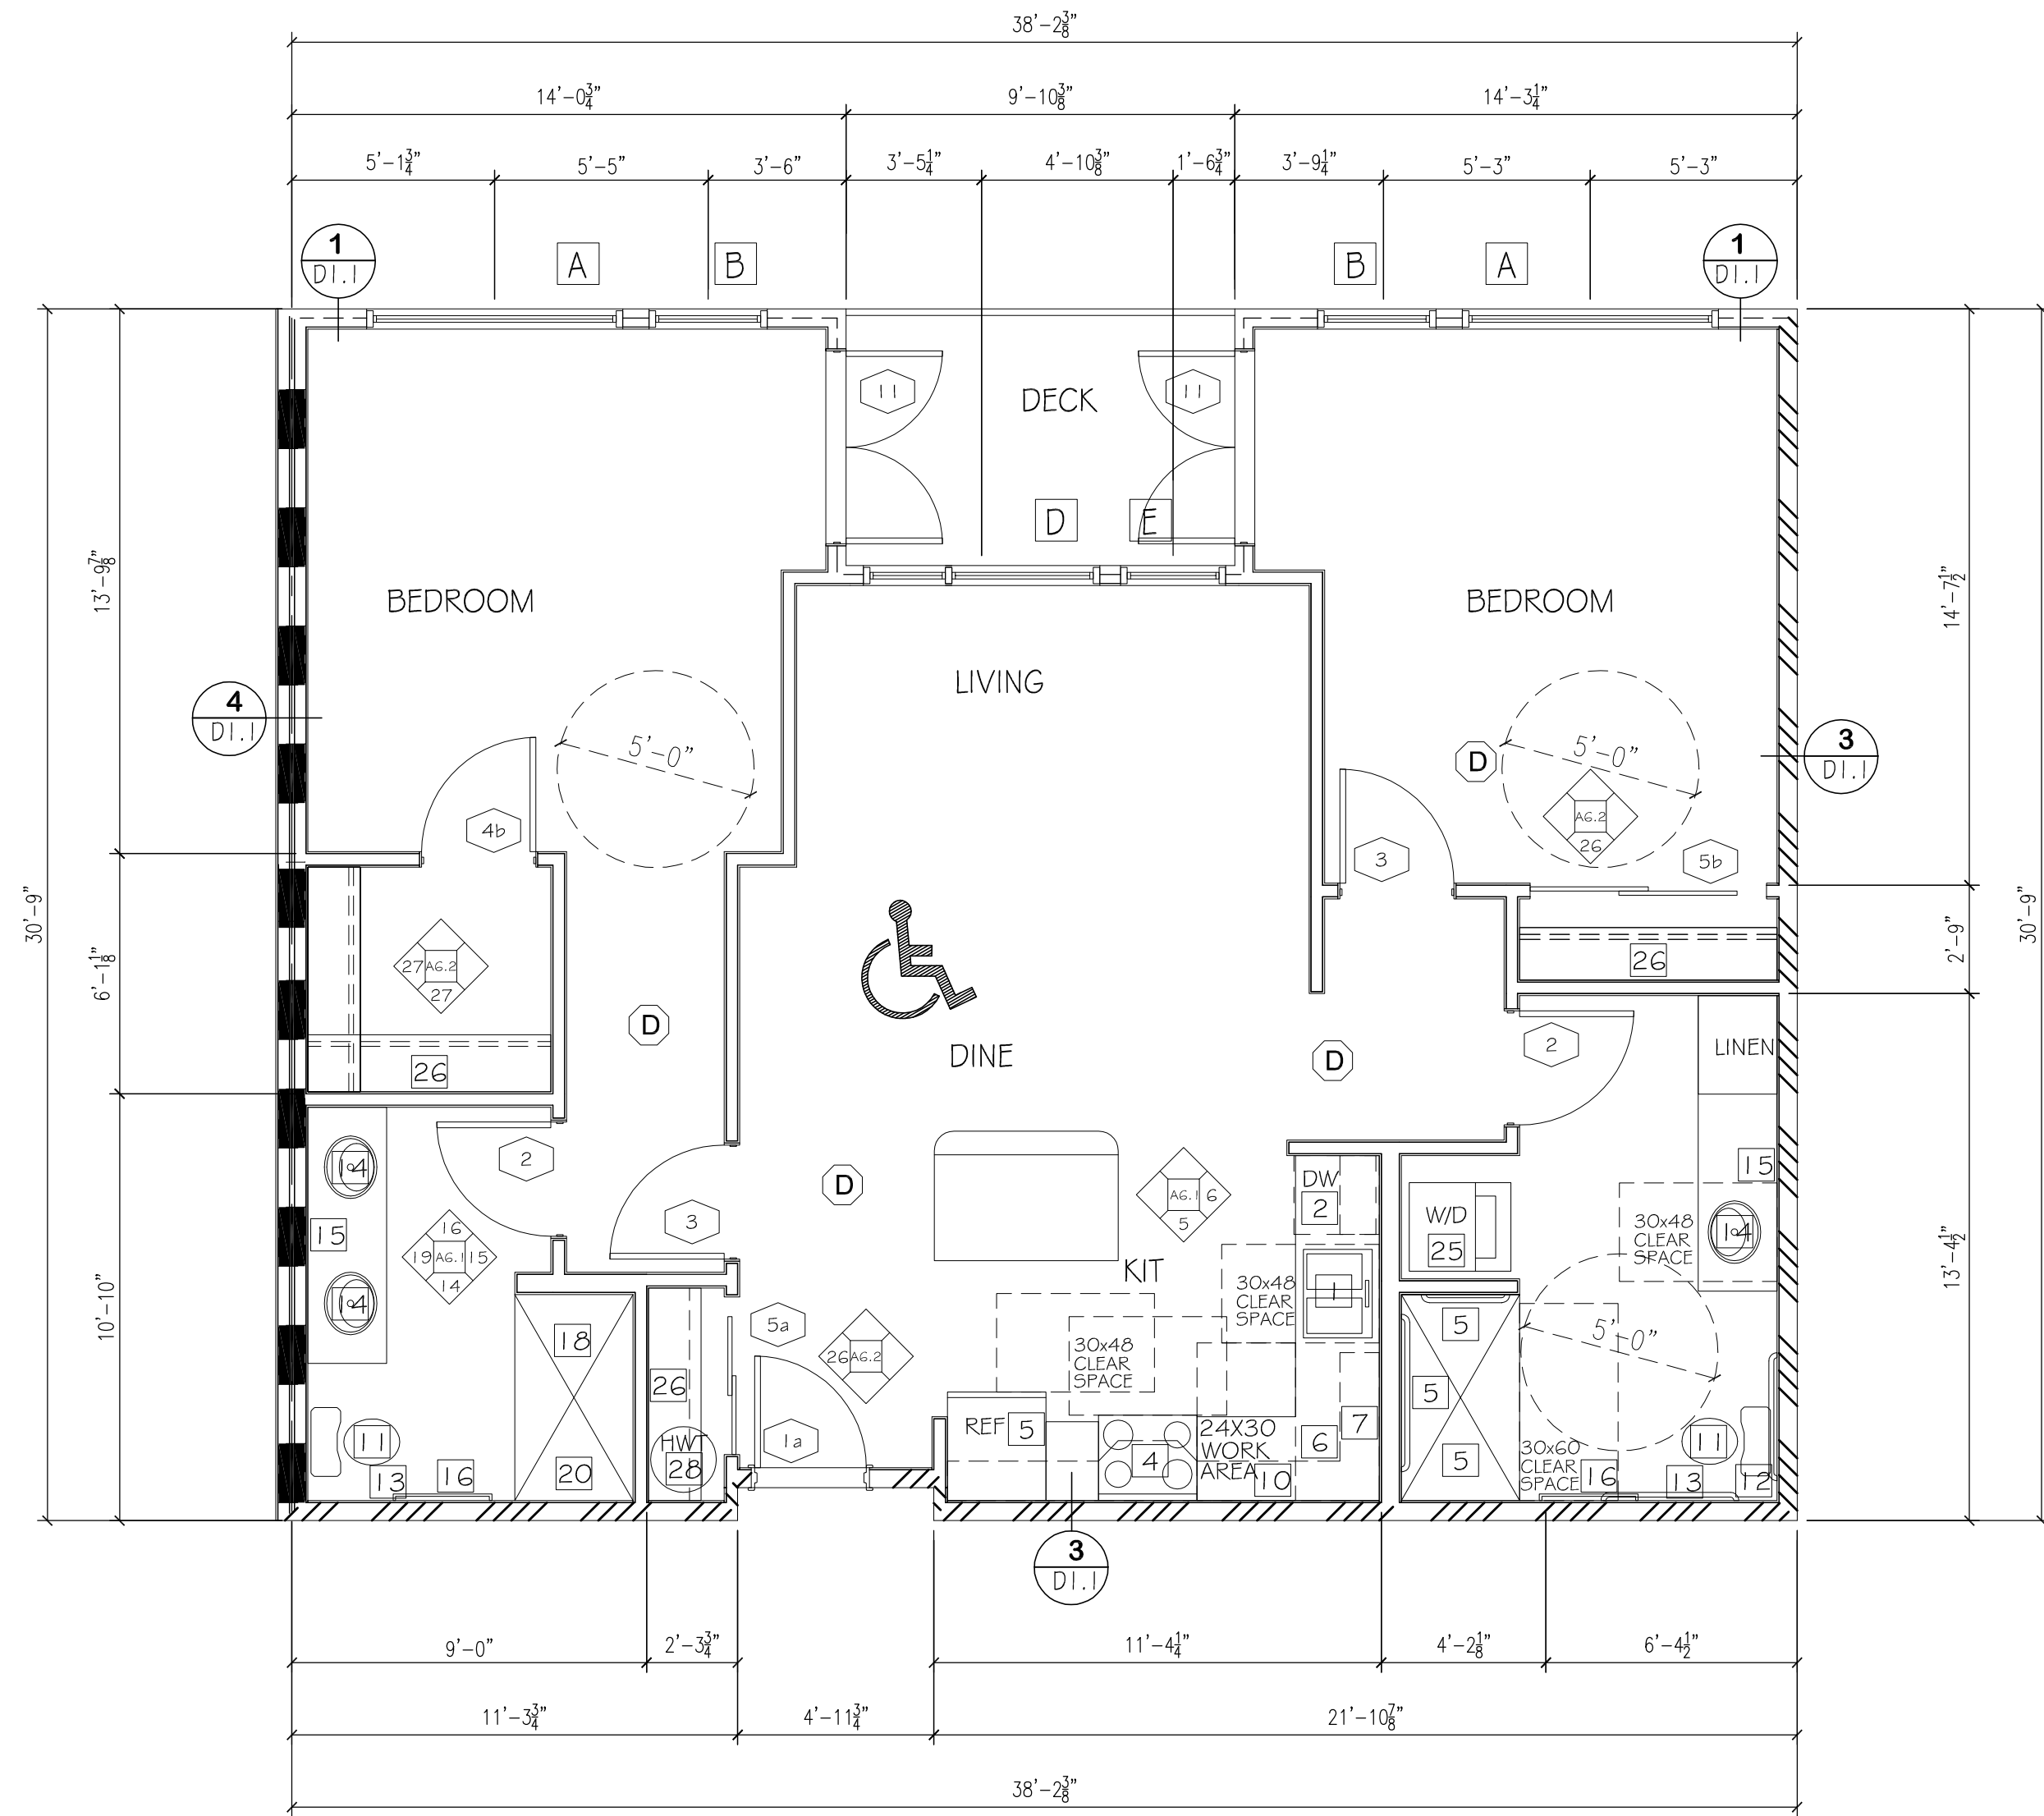 38'-2 3/8"
14'-0 3/4" 9'-10 3/8" 14'-3 1/4"
5'-1 3/4" 5'-5" 3'-6" 3'-5 1/4" 4'-10 3/8" 1'-6 3/4" 3'-9 1/4" 5'-3" 5'-3"
1 D1.1
A
B
B
A
1 D1.1
11
DECK
11
D
E
13'-9 7/8"
14'-7 1/2"
BEDROOM
BEDROOM
LIVING
4 D1.1
5'-0"
D
5'-0"
3 D1.1
A6.2
26
4b
3
5b
30'-9"
6'-1 1/8"
27 A6.2
27
26
2'-9"
30'-9"
D
26
DINE
D
2
LINEN
14
2
15
D
3
15
16
19 A6.1 15
14
14
A6.1 6
5
DW
2
W/D
25
30x48
CLEAR
SPACE
14
KIT
10'-10"
13'-4 1/2"
18
5a
26 A6.2
30x48
CLEAR
SPACE
1
30x48
CLEAR
SPACE
5
5'-0"
26
5
11
HWT
28
1a
REF
5
4
24X30
WORK
AREA
6
7
10
5
30x60
CLEAR
SPACE
11
13
16
20
16
13
12
3 D1.1
9'-0" 2'-3 3/4" 11'-4 1/4" 4'-2 1/8" 6'-4 1/2"
11'-3 3/4" 4'-11 3/4" 21'-10 7/8"
38'-2 3/8"